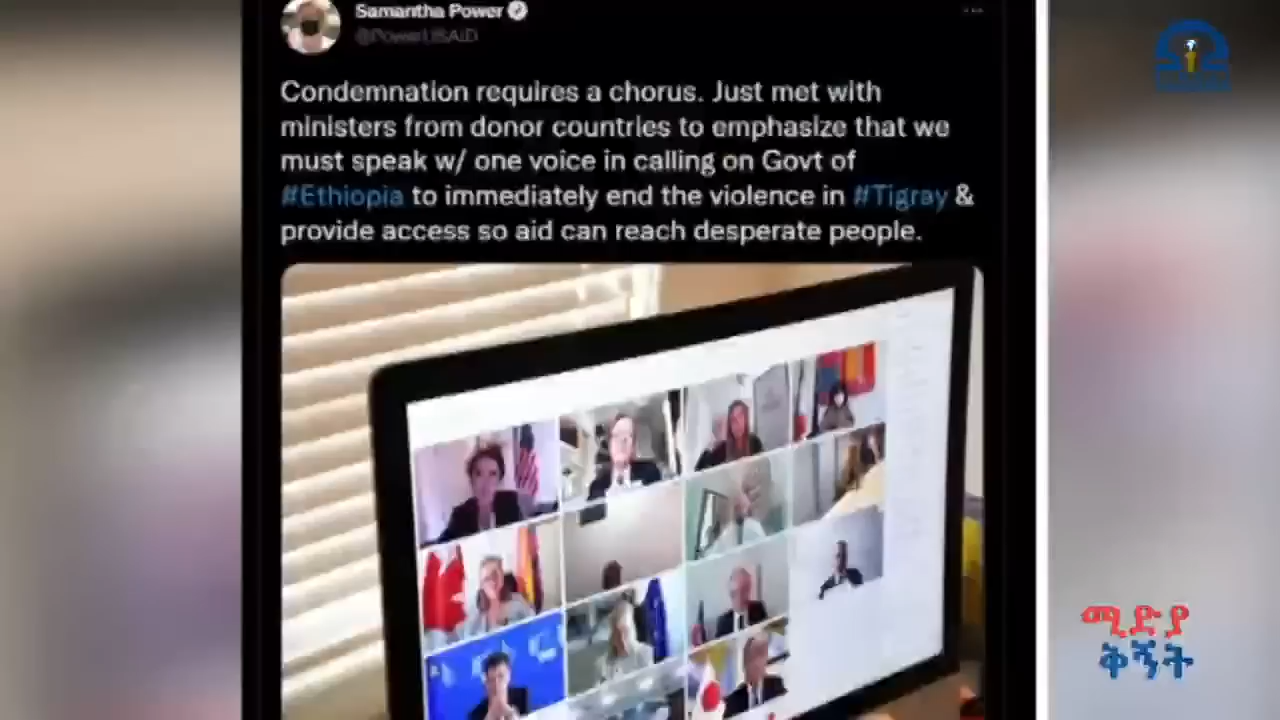 Samantha Power
@PowerUSAID
Condemnation requires a chorus. Just met with
ministers from donor countries to emphasize that we
must speak w/ one voice in calling on Govt of
#Ethiopia to immediately end the violence in #Tigray &
provide access so aid can reach desperate people.
ሚድያ
ቅኝት